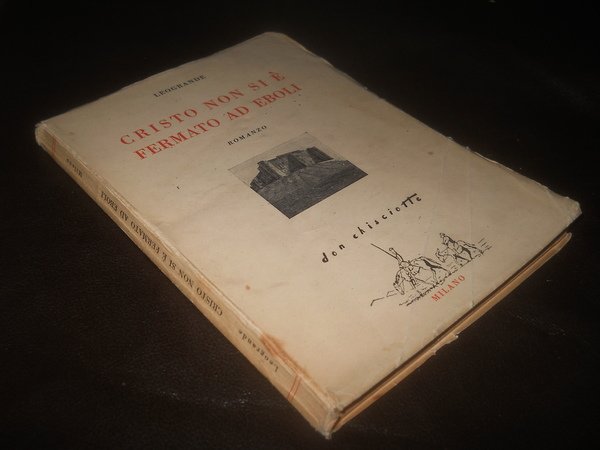 LEOGRANDE
CRISTO NON SI È
FERMATO AD EBOLI
ROMANZO
don chisciotte
MILANO
Leogrande
CRISTO NON SI È FERMATO AD EBOLI